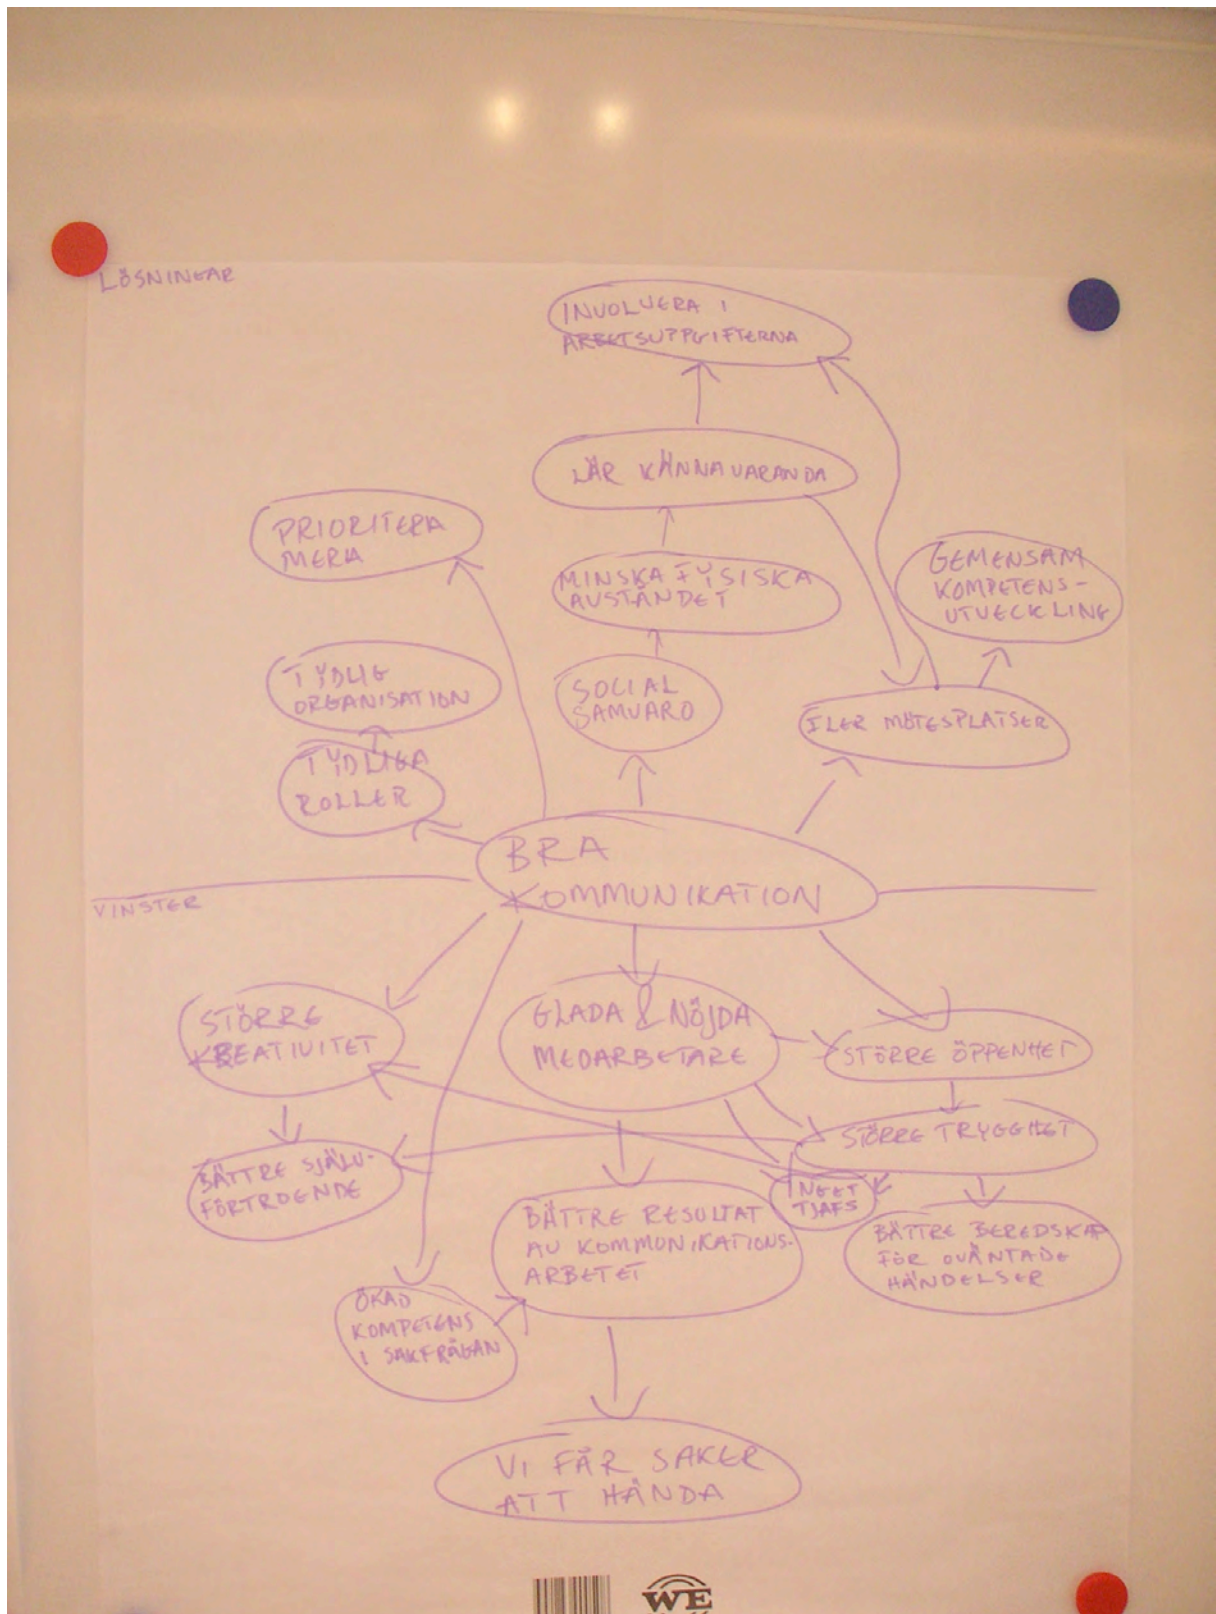 LÖSNINGAR
INVOLVERA I
ARBETSUPPGIFTERNA
LÄR KÄNNA VARANDA
PRIORITERA
MERA
MINSKA FYSISKA
AVSTÅNDET
GEMENSAM
KOMPETENS-
UTVECKLING
TYDLIG
ORGANISATION
SOCIAL
SAMVARO
FLER MÖTESPLATSER
TYDLIGA
ROLLER
BRA
KOMMUNIKATION
VINSTER
STÖRRE
KREATIVITET
GLADA & NÖJDA
MEDARBETARE
STÖRRE ÖPPENHET
STÖRRE TRYGGHET
BÄTTRE SJÄLV-
FÖRTROENDE
INGET
TJAFS
BÄTTRE RESULTAT
AV KOMMUNIKATIONS-
ARBETET
BÄTTRE BEREDSKAP
FÖR OVÄNTADE
HÄNDELSER
ÖKAD
KOMPETENS
I SAKFRÅGAN
VI FÅR SAKER
ATT HÄNDA
WE